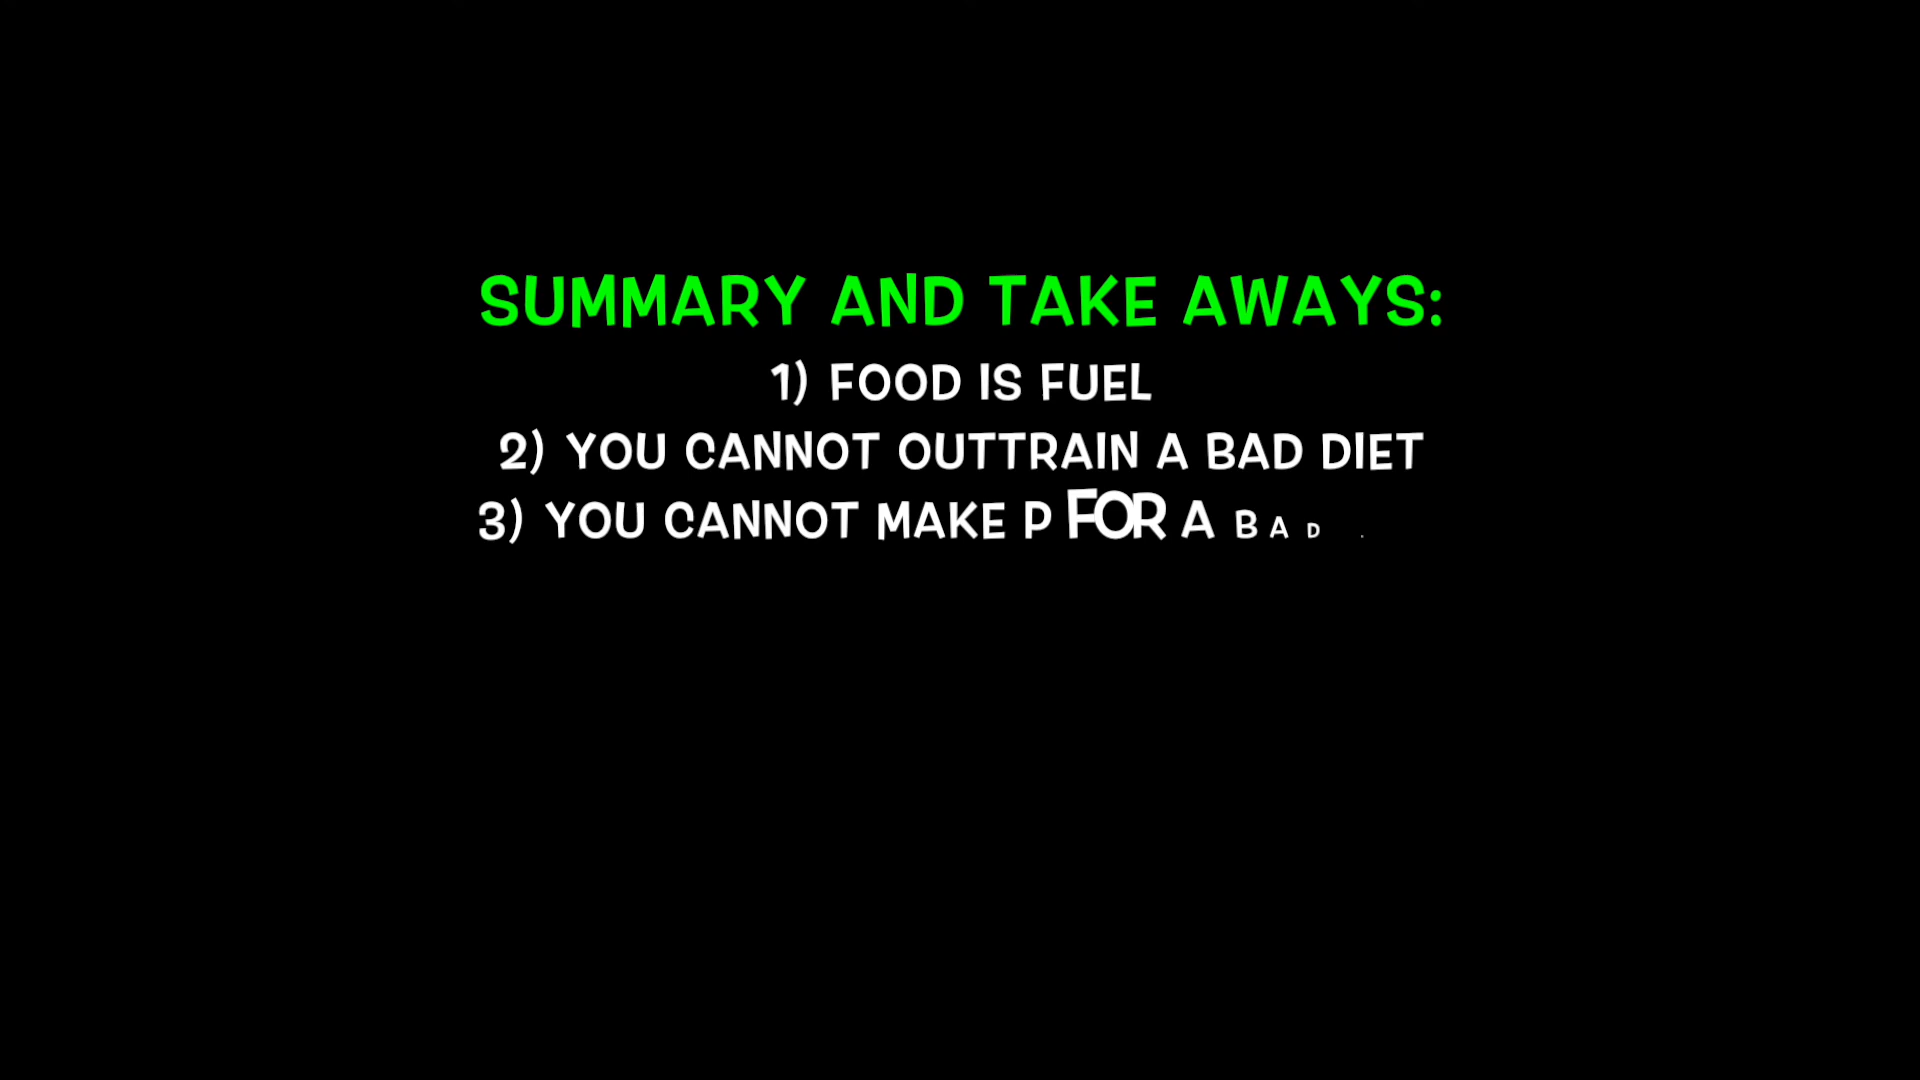 SUMMARY AND TAKE AWAYS:
1) FOOD IS FUEL
2) YOU CANNOT OUTTRAIN A BAD DIET
3) YOU CANNOT MAKE P FOR A BAD